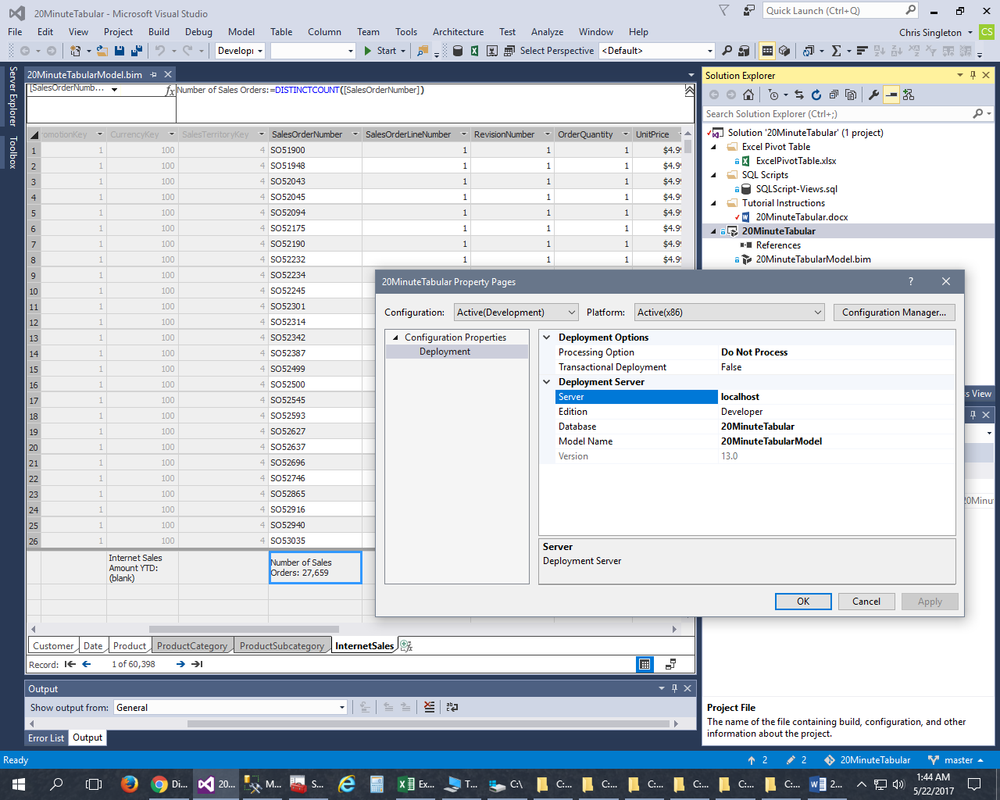 20MinuteTabular - Microsoft Visual Studio
Quick Launch (Ctrl+Q)
File Edit View Project Build Debug Model Table Column Team Tools Architecture Test Analyze Window Help
Chris Singleton CS
Developi Start Select Perspective <Default>
Server Explorer
Toolbox
20MinuteTabularModel.bim
[SalesOrderNumb... fx Number of Sales Orders:=DISTINCTCOUNT([SalesOrderNumber])
omotionKey CurrencyKey SalesTerritoryKey SalesOrderNumber SalesOrderLineNumber RevisionNumber OrderQuantity UnitPrice
1 1 100 4 SO51900 1 1 1 $4.99
2 1 100 4 SO51948 1 1 1 $4.99
3 1 100 4 SO52043 1 1 1 $4.99
4 1 100 4 SO52045 1 1 1 $4.99
5 1 100 4 SO52094 1 1 1 $4.99
6 1 100 4 SO52175 1 1 1 $4.99
7 1 100 4 SO52190 1 1 1 $4.99
8 1 100 4 SO52232 1 1 1 $4.99
9 1 100 4 SO52234
10 1 100 4 SO52245
11 1 100 4 SO52301
12 1 100 4 SO52314
13 1 100 4 SO52342
14 1 100 4 SO52387
15 1 100 4 SO52499
16 1 100 4 SO52500
17 1 100 4 SO52545
18 1 100 4 SO52593
19 1 100 4 SO52627
20 1 100 4 SO52637
21 1 100 4 SO52696
22 1 100 4 SO52746
23 1 100 4 SO52865
24 1 100 4 SO52916
25 1 100 4 SO52940
26 1 100 4 SO53035
Internet Sales
Amount YTD:
(blank)
Number of Sales
Orders: 27,659
Customer Date Product ProductCategory ProductSubcategory InternetSales
Record: 1 of 60,398
Output
Show output from: General
Error List Output
Solution Explorer
Search Solution Explorer (Ctrl+;)
Solution '20MinuteTabular' (1 project)
Excel Pivot Table
ExcelPivotTable.xlsx
SQL Scripts
SQLScript-Views.sql
Tutorial Instructions
20MinuteTabular.docx
20MinuteTabular
References
20MinuteTabularModel.bim
20MinuteTabular Property Pages ?
Configuration: Active(Development) Platform: Active(x86) Configuration Manager...
Configuration Properties
Deployment
Deployment Options
Processing Option Do Not Process
Transactional Deployment False
Deployment Server
Server localhost
Edition Developer
Database 20MinuteTabular
Model Name 20MinuteTabularModel
Version 13.0
Server
Deployment Server
OK Cancel Apply
ss View
20Minut
Project File
The name of the file containing build, configuration, and other
information about the project.
Ready 2 2 20MinuteTabular master
Di... 20... M... S... Ex... T... C:\ C:... C:... C:... C:... C:... C:... 2...
1:44 AM
5/22/2017